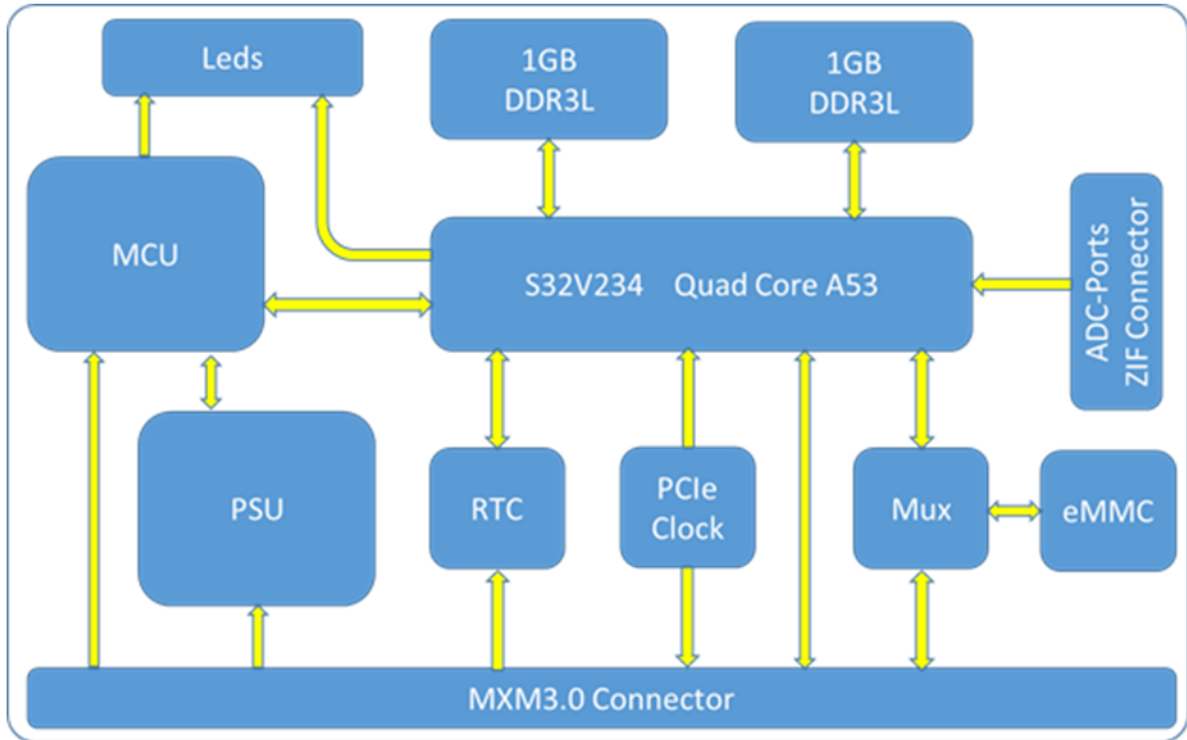 Leds
1GB
DDR3L
1GB
DDR3L
MCU
S32V234 Quad Core A53
ADC-Ports
ZIF Connector
PSU
RTC
PCIe
Clock
Mux
eMMC
MXM3.0 Connector